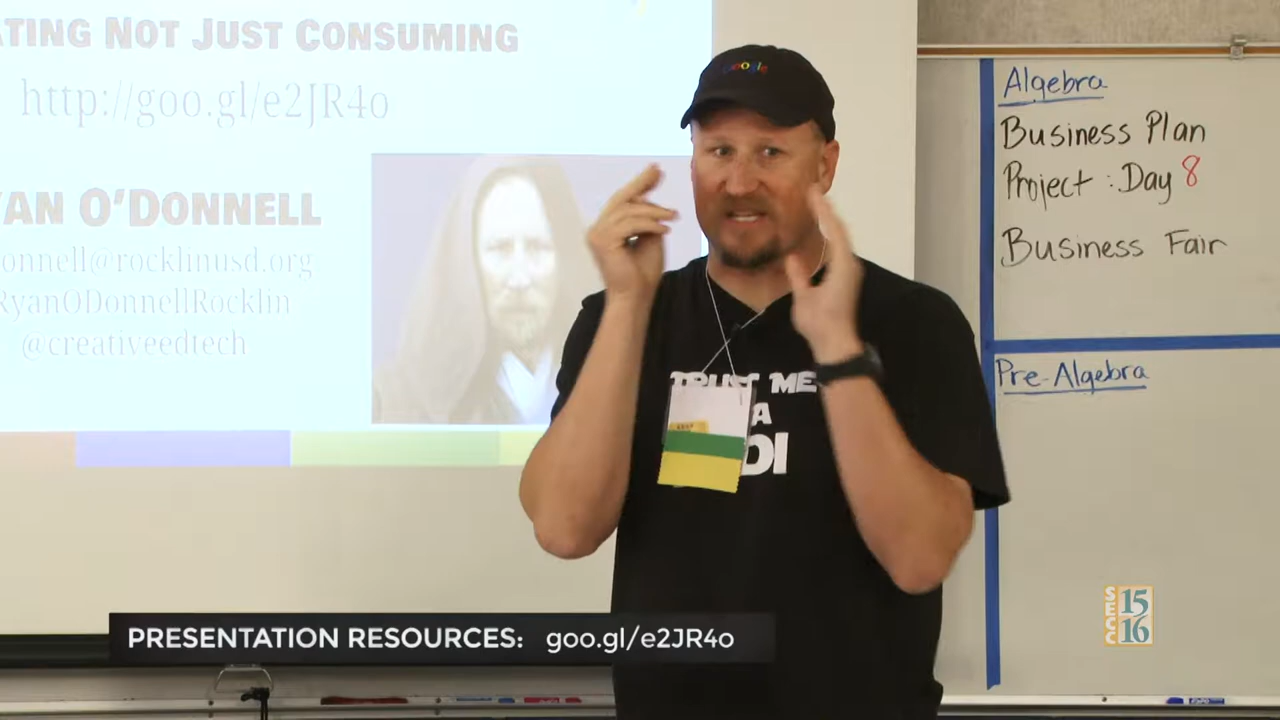 ATING NOT JUST CONSUMING
http://goo.gl/e2JR4o
YAN O'DONNELL
onnell@rocklinusd.org
RyanODonnellRocklin
@creativeedtech
Google
TRUST ME
A
DI
Algebra
Business Plan
Project : Day 8
Business Fair
Pre-Algebra
PRESENTATION RESOURCES: goo.gl/e2JR4o
SECC
15
16